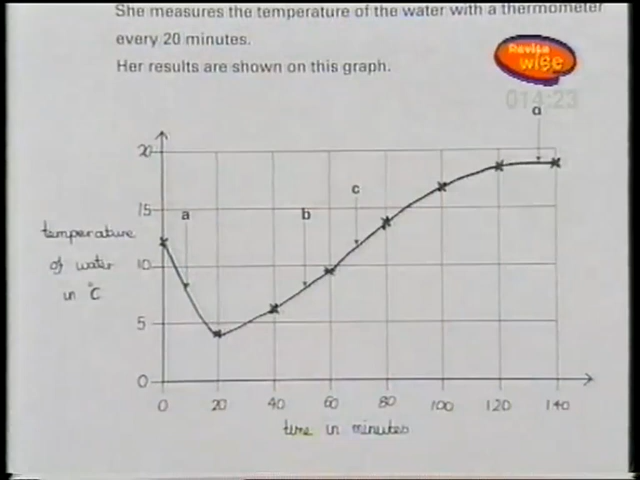 She measures the temperature of the water with a thermometer
every 20 minutes.
Her results are shown on this graph.
Revise
wise
014:23
d
20
c
15
a
b
temperature
of water
in °C
10
5
0
0 20 40 60 80 100 120 140
time in minutes